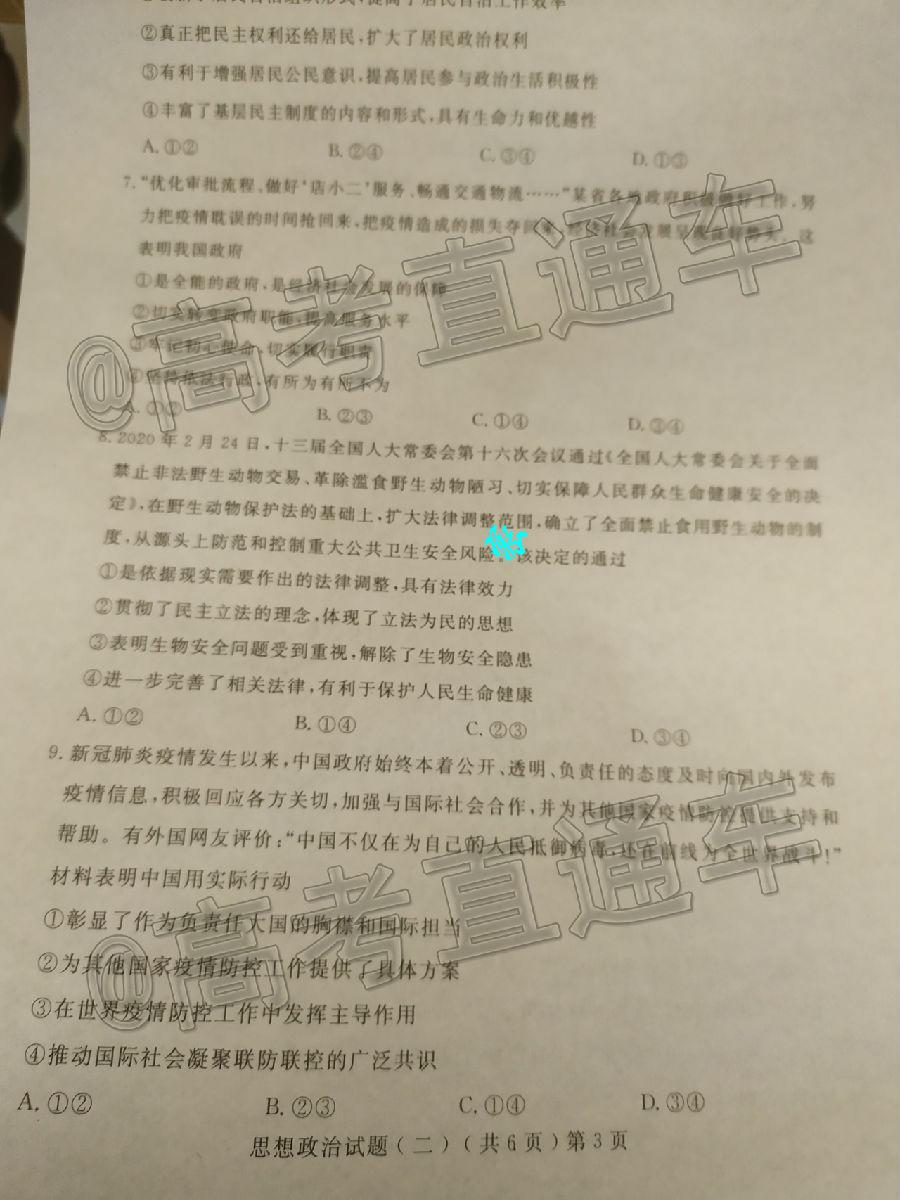 形式,提高了居民自治工作效率
②真正把民主权利还给居民,扩大了居民政治权利
③有利于增强居民公民意识,提高居民参与政治生活积极性
④丰富了基层民主制度的内容和形式,具有生命力和优越性
A.①② B.②④ C.③④ D.①③
7.“优化审批流程、做好‘店小二’服务、畅通交通物流……”某省各地政府积极做好工作,努
力把疫情耽误的时间抢回来,把疫情造成的损失夺回来,经济社会发展呈现良好势头。这
表明我国政府
①是全能的政府,是经济社会发展的保障
②切实转变政府职能,提高服务水平
③牢记初心使命,切实履行职责
④坚持依法行政,有所为有所不为
A.①② B.②③ C.①④ D.③④
8.2020年2月24日,十三届全国人大常委会第十六次会议通过《全国人大常委会关于全面
禁止非法野生动物交易、革除滥食野生动物陋习、切实保障人民群众生命健康安全的决
定》,在野生动物保护法的基础上,扩大法律调整范围,确立了全面禁止食用野生动物的制
度,从源头上防范和控制重大公共卫生安全风险。该决定的通过
①是依据现实需要作出的法律调整,具有法律效力
②贯彻了民主立法的理念,体现了立法为民的思想
③表明生物安全问题受到重视,解除了生物安全隐患
④进一步完善了相关法律,有利于保护人民生命健康
A.①② B.①④ C.②③ D.③④
9.新冠肺炎疫情发生以来,中国政府始终本着公开、透明、负责任的态度及时向国内外发布
疫情信息,积极回应各方关切,加强与国际社会合作,并为其他国家疫情防控提供支持和
帮助。有外国网友评价:“中国不仅在为自己的人民抵御病毒,还在前线为全世界战斗!”
材料表明中国用实际行动
①彰显了作为负责任大国的胸襟和国际担当
②为其他国家疫情防控工作提供了具体方案
③在世界疫情防控工作中发挥主导作用
④推动国际社会凝聚联防联控的广泛共识
A.①② B.②③ C.①④ D.③④
思想政治试题(二)(共6页)第3页
@高考直通车
@高考直通车